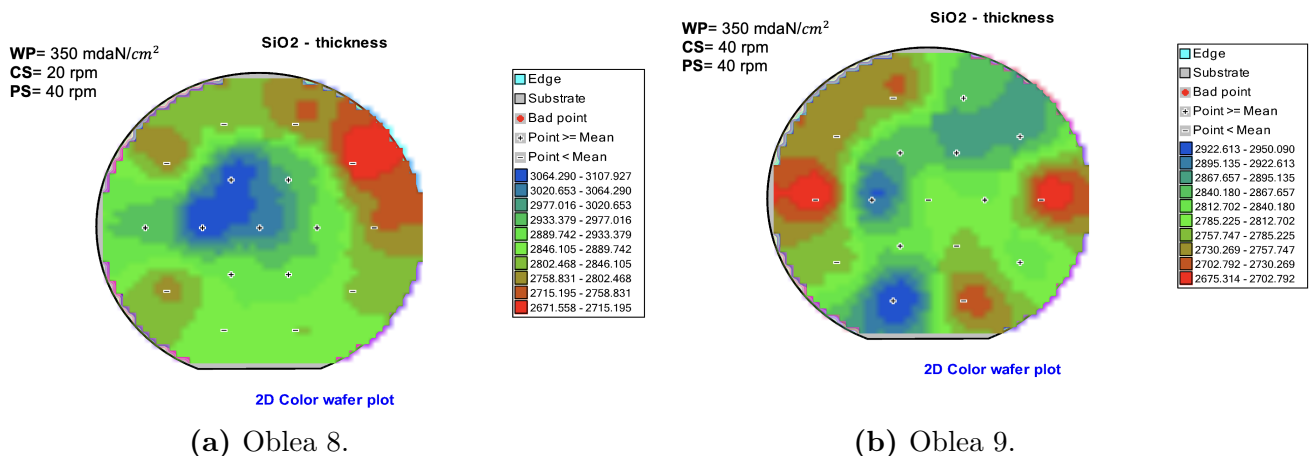 WP= 350 mdaN/cm²
CS= 20 rpm
PS= 40 rpm
SiO2 - thickness
Edge
Substrate
Bad point
+ Point >= Mean
− Point < Mean
3064.290 - 3107.927
3020.653 - 3064.290
2977.016 - 3020.653
2933.379 - 2977.016
2889.742 - 2933.379
2846.105 - 2889.742
2802.468 - 2846.105
2758.831 - 2802.468
2715.195 - 2758.831
2671.558 - 2715.195
2D Color wafer plot
(a) Oblea 8.
WP= 350 mdaN/cm²
CS= 40 rpm
PS= 40 rpm
SiO2 - thickness
Edge
Substrate
Bad point
+ Point >= Mean
− Point < Mean
2922.613 - 2950.090
2895.135 - 2922.613
2867.657 - 2895.135
2840.180 - 2867.657
2812.702 - 2840.180
2785.225 - 2812.702
2757.747 - 2785.225
2730.269 - 2757.747
2702.792 - 2730.269
2675.314 - 2702.792
2D Color wafer plot
(b) Oblea 9.